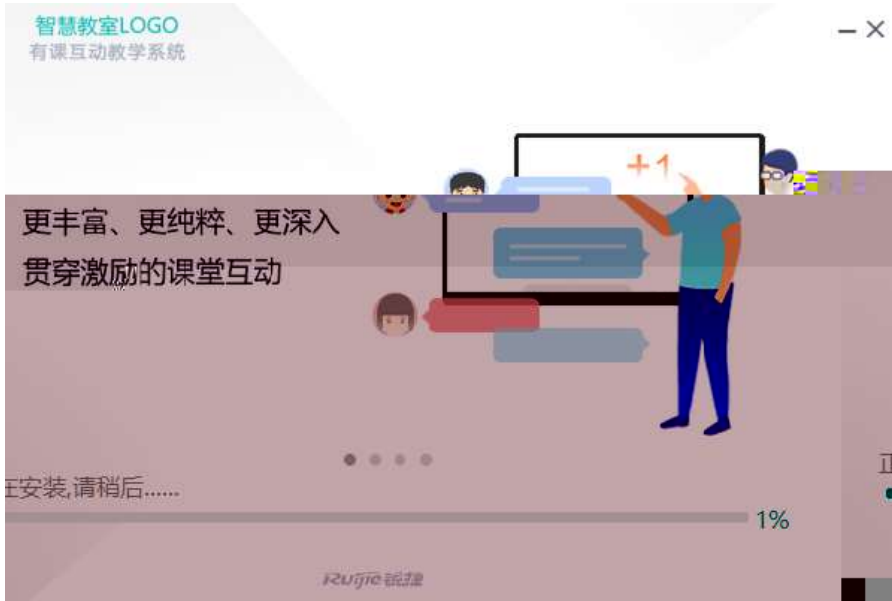 智慧教室LOGO
有课互动教学系统
+1
更丰富、更纯粹、更深入
贯穿激励的课堂互动
正
在安装,请稍后......
1%
Ruijie锐捷